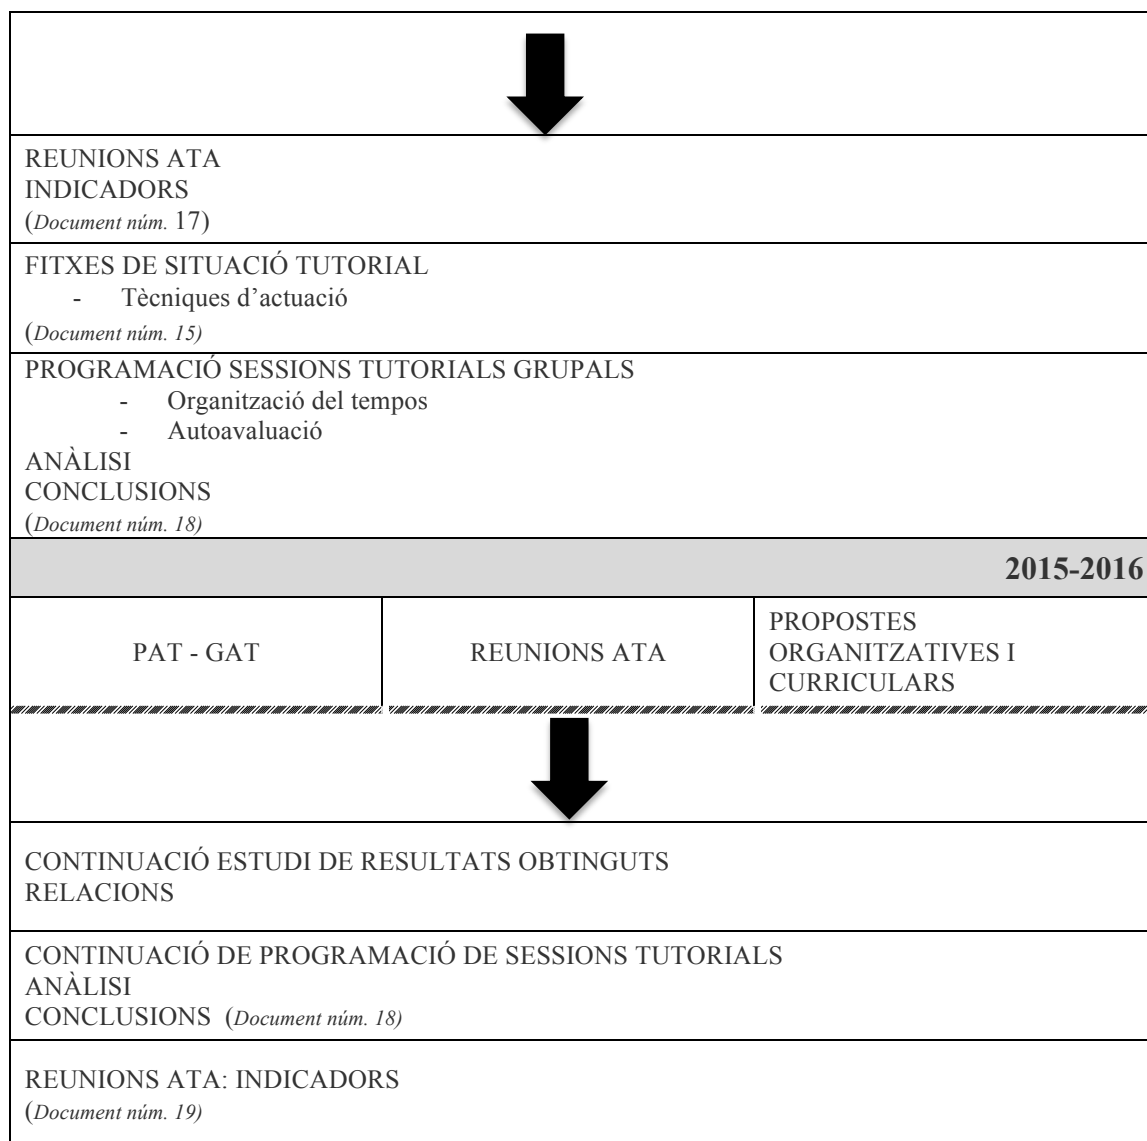 REUNIONS ATA
INDICADORS
(Document núm. 17)
FITXES DE SITUACIÓ TUTORIAL
- Tècniques d’actuació
(Document núm. 15)
PROGRAMACIÓ SESSIONS TUTORIALS GRUPALS
- Organització del tempos
- Autoavaluació
ANÀLISI
CONCLUSIONS
(Document núm. 18)
2015-2016
PAT - GAT
REUNIONS ATA
PROPOSTES
ORGANITZATIVES I
CURRICULARS
CONTINUACIÓ ESTUDI DE RESULTATS OBTINGUTS
RELACIONS
CONTINUACIÓ DE PROGRAMACIÓ DE SESSIONS TUTORIALS
ANÀLISI
CONCLUSIONS (Document núm. 18)
REUNIONS ATA: INDICADORS
(Document núm. 19)